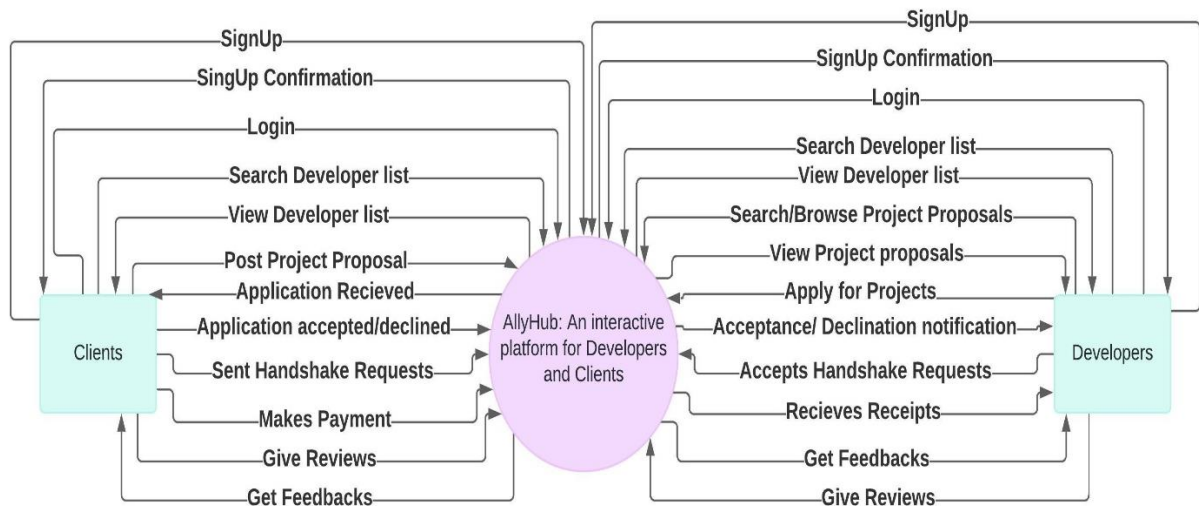 SignUp
SingUp Confirmation
Login
Search Developer list
View Developer list
Post Project Proposal
Application Recieved
Application accepted/declined
Sent Handshake Requests
Makes Payment
Give Reviews
Get Feedbacks
Clients
AllyHub: An interactive
platform for Developers
and Clients
SignUp
SignUp Confirmation
Login
Search Developer list
View Developer list
Search/Browse Project Proposals
View Project proposals
Apply for Projects
Acceptance/ Declination notification
Accepts Handshake Requests
Recieves Receipts
Get Feedbacks
Give Reviews
Developers